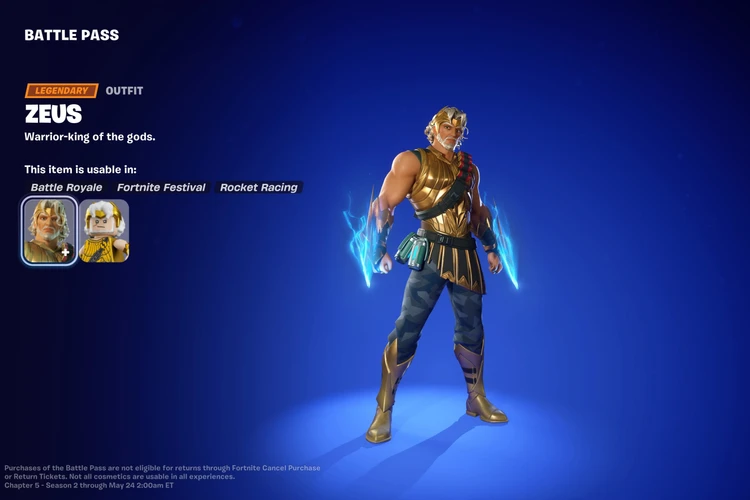 BATTLE PASS
LEGENDARY OUTFIT
ZEUS
Warrior-king of the gods.
This item is usable in:
Battle Royale Fortnite Festival Rocket Racing
Purchases of the Battle Pass are not eligible for returns through Fortnite Cancel Purchase
or Return Tickets. Not all cosmetics are usable in all experiences.
Chapter 5 - Season 2 through May 24 2:00am ET